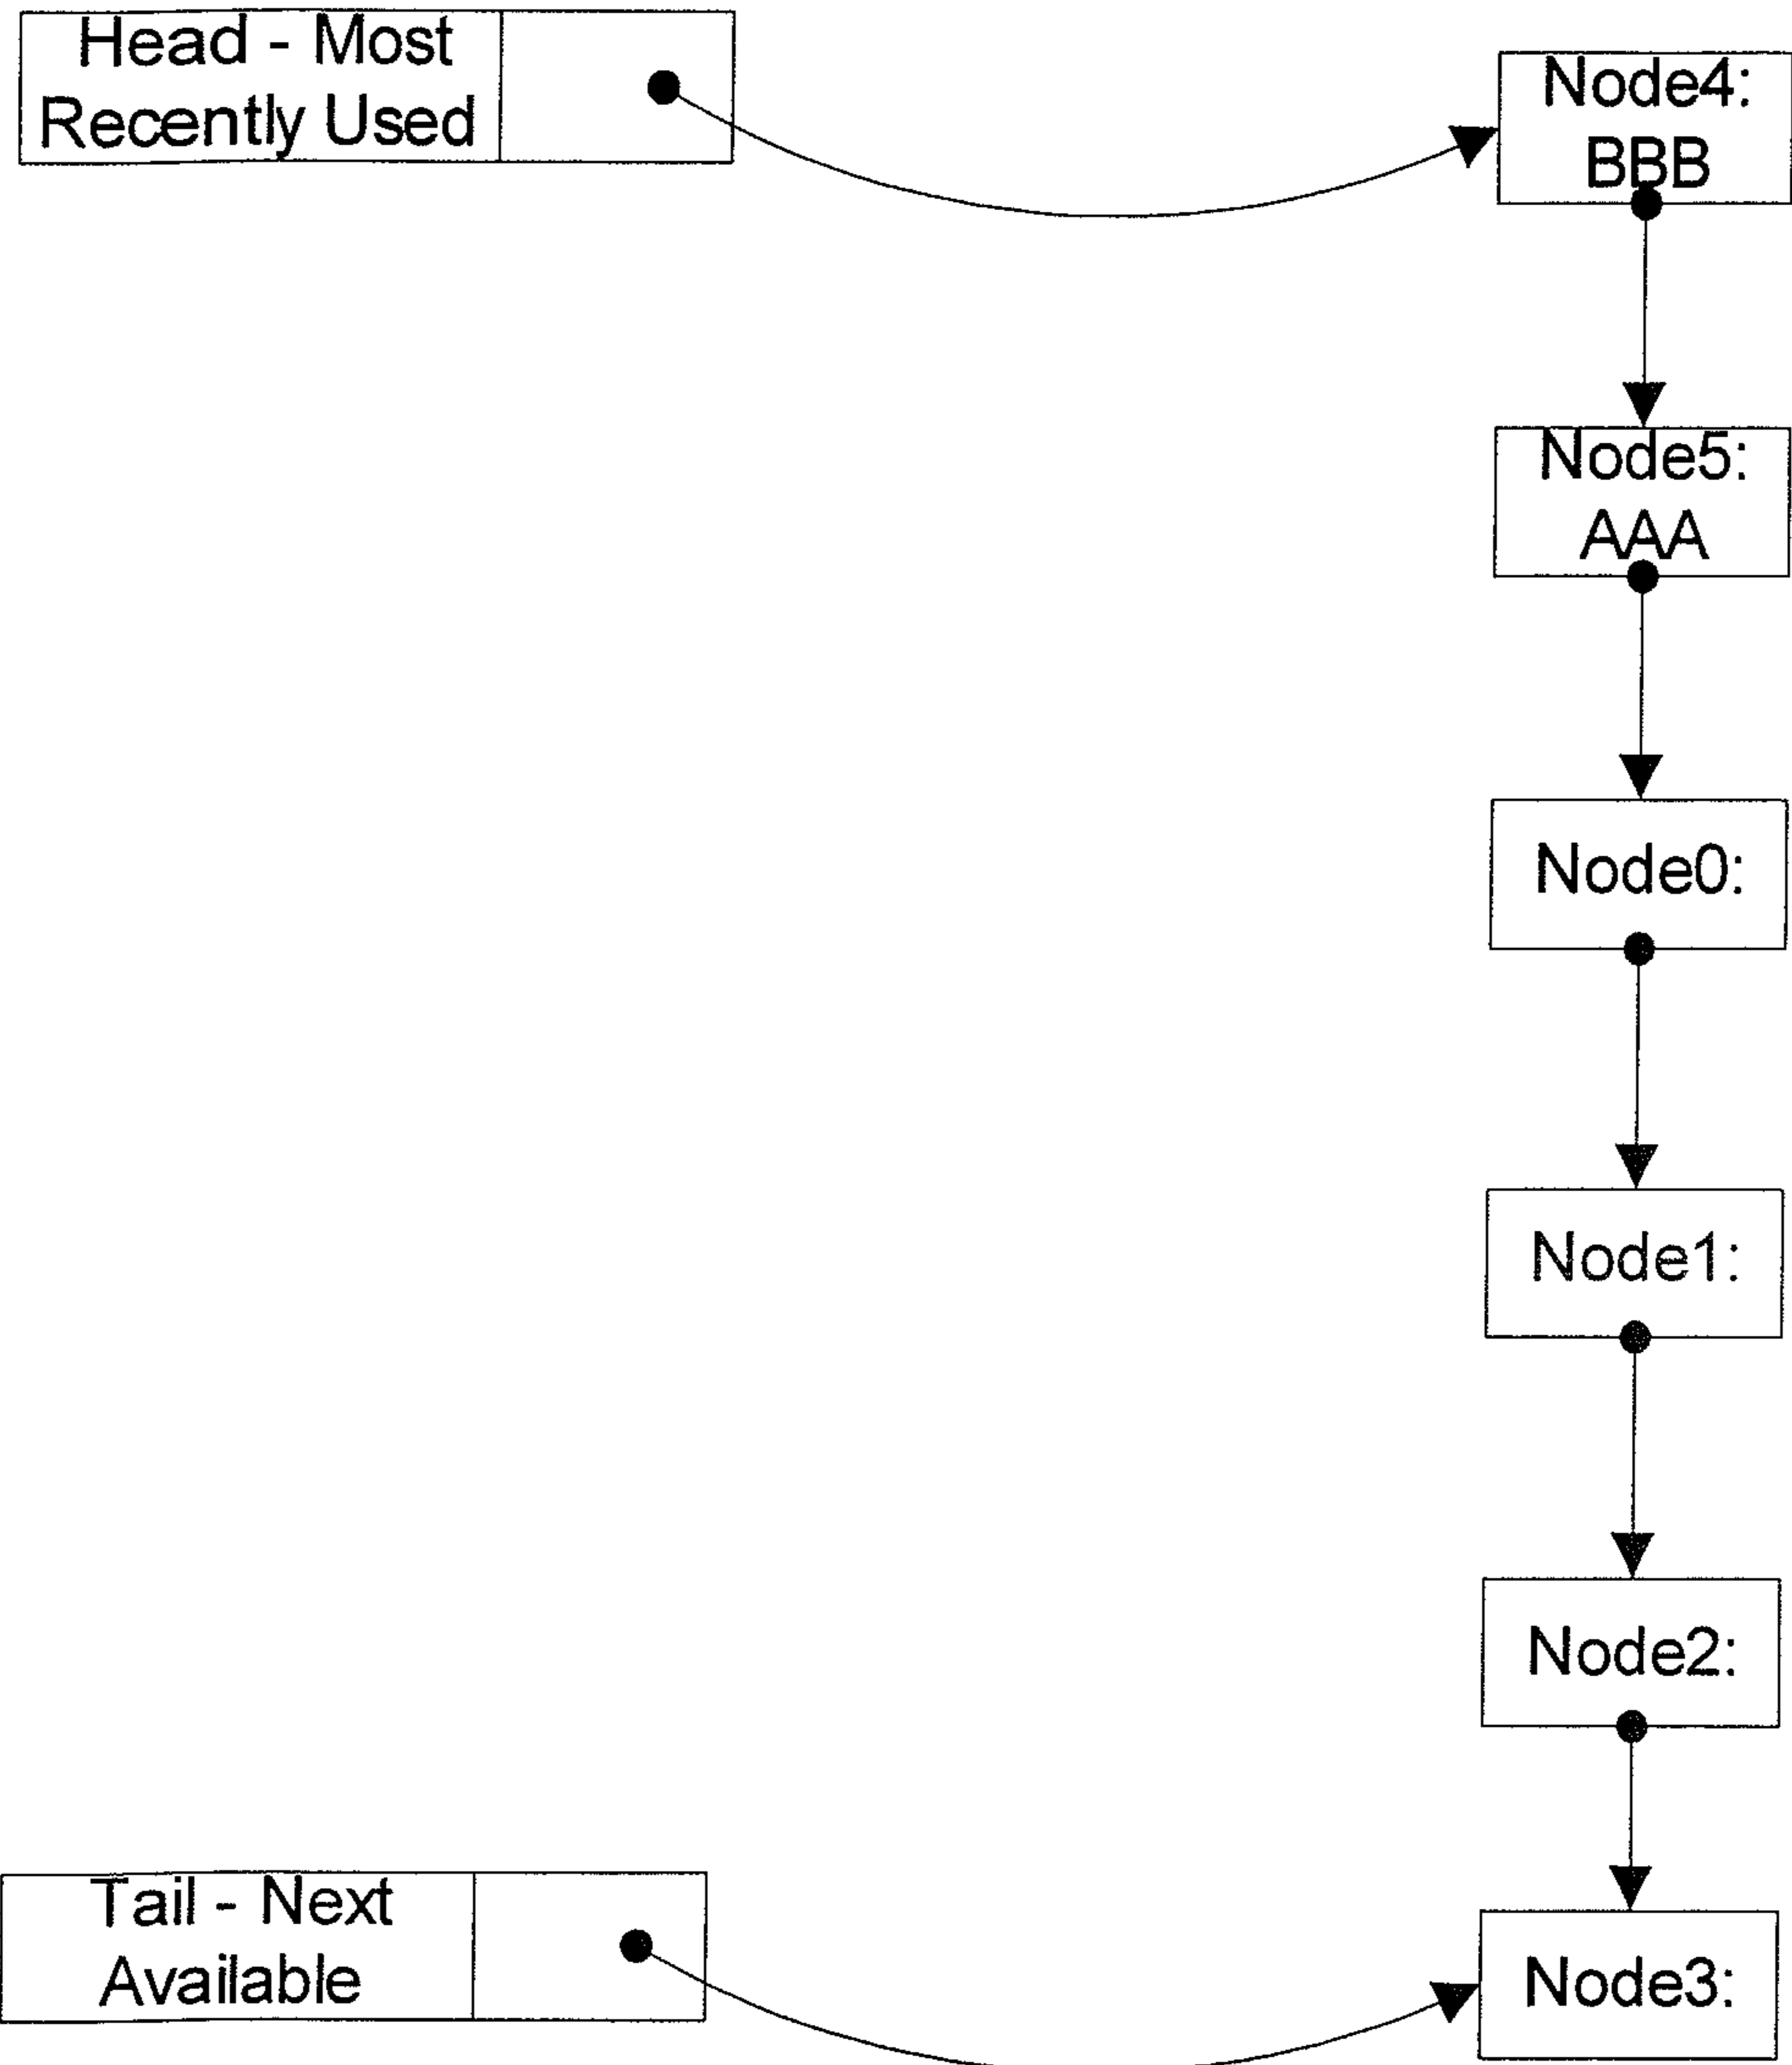 Head - Most
Recently Used
Node4:
BBB
Node5:
AAA
Node0:
Node1:
Node2:
Tail - Next
Available
Node3: